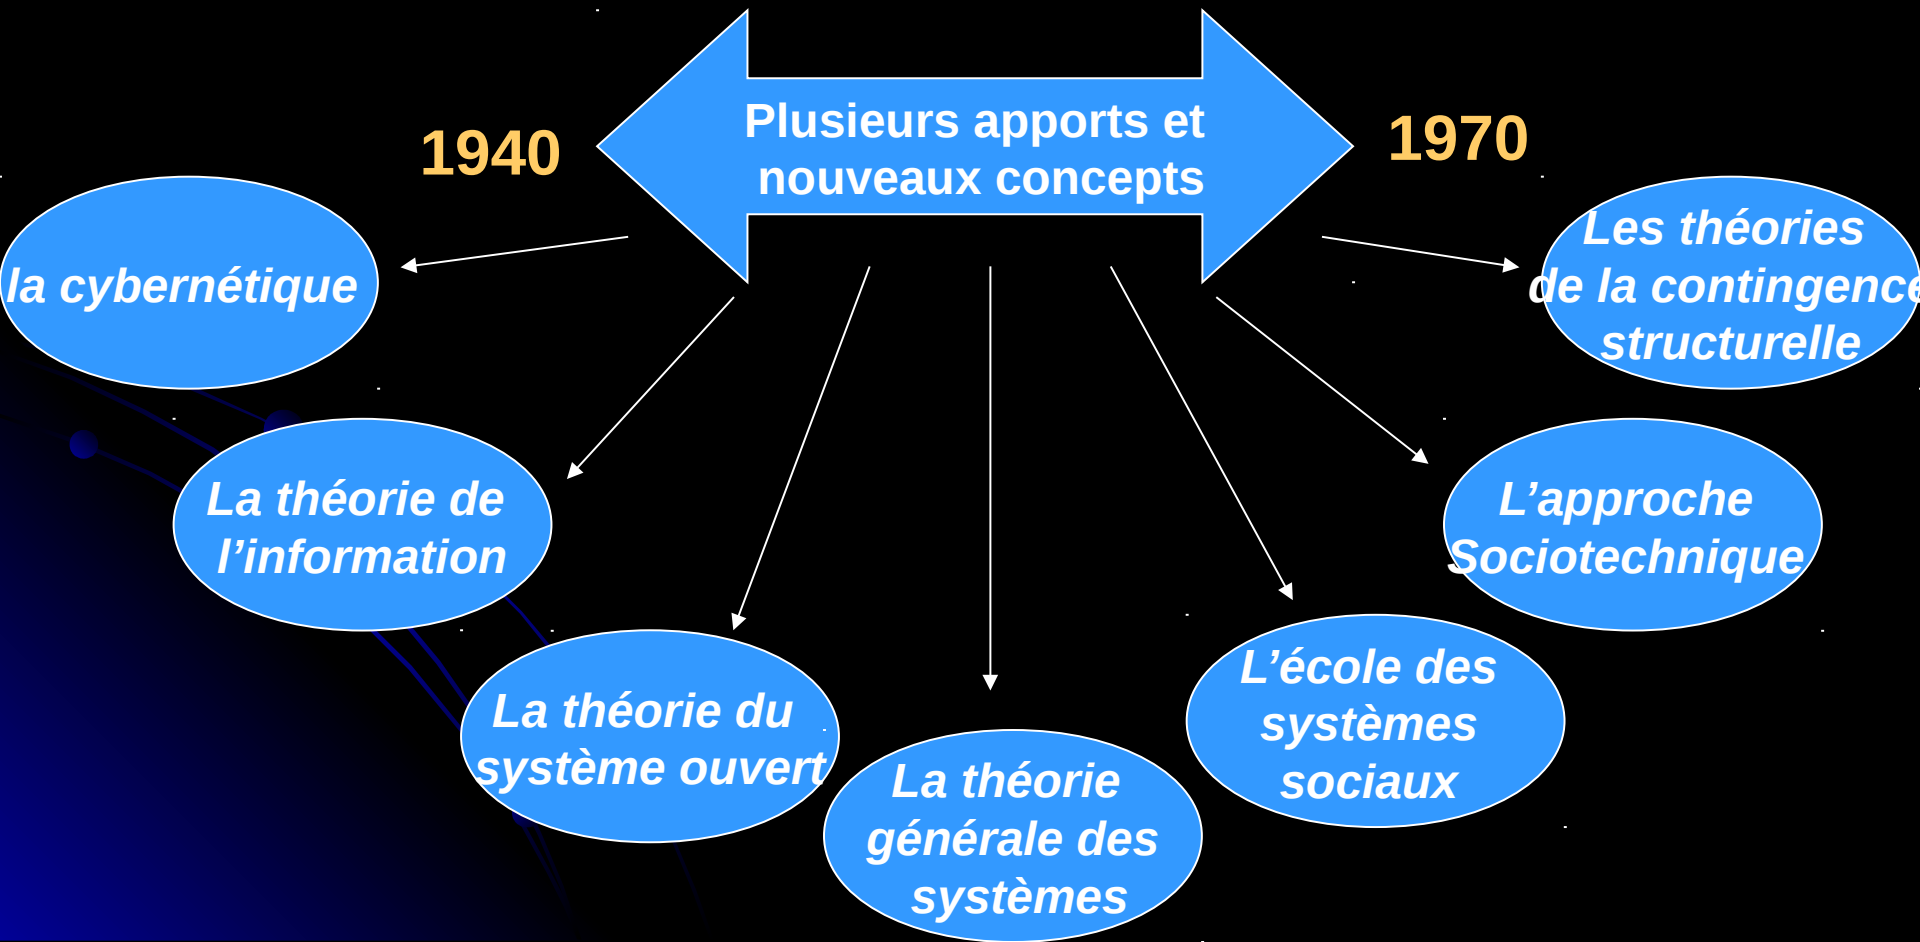 Plusieurs apports et
nouveaux concepts
1940
1970
la cybernétique
La théorie de
l’information
La théorie du
système ouvert
La théorie
générale des
systèmes
L’école des
systèmes
sociaux
L’approche
Sociotechnique
Les théories
de la contingence
structurelle